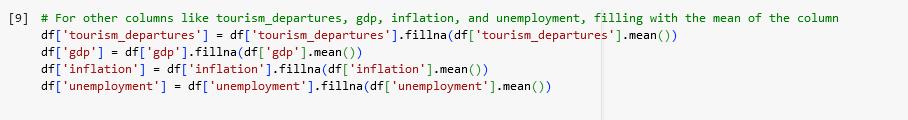 [9] # For other columns like tourism_departures, gdp, inflation, and unemployment, filling with the mean of the column
df['tourism_departures'] = df['tourism_departures'].fillna(df['tourism_departures'].mean())
df['gdp'] = df['gdp'].fillna(df['gdp'].mean())
df['inflation'] = df['inflation'].fillna(df['inflation'].mean())
df['unemployment'] = df['unemployment'].fillna(df['unemployment'].mean())